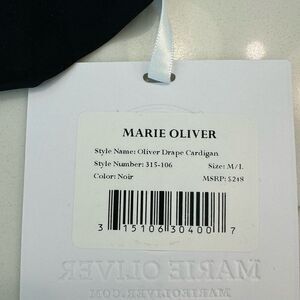 MARIE OLIVER
Style Name: Oliver Drape Cardigan
Style Number: 315-106 Size: M/L
Color: Noir MSRP: $248
3 15106 30400 7
MARIE OLIVER
MARIEOLIVER.COM